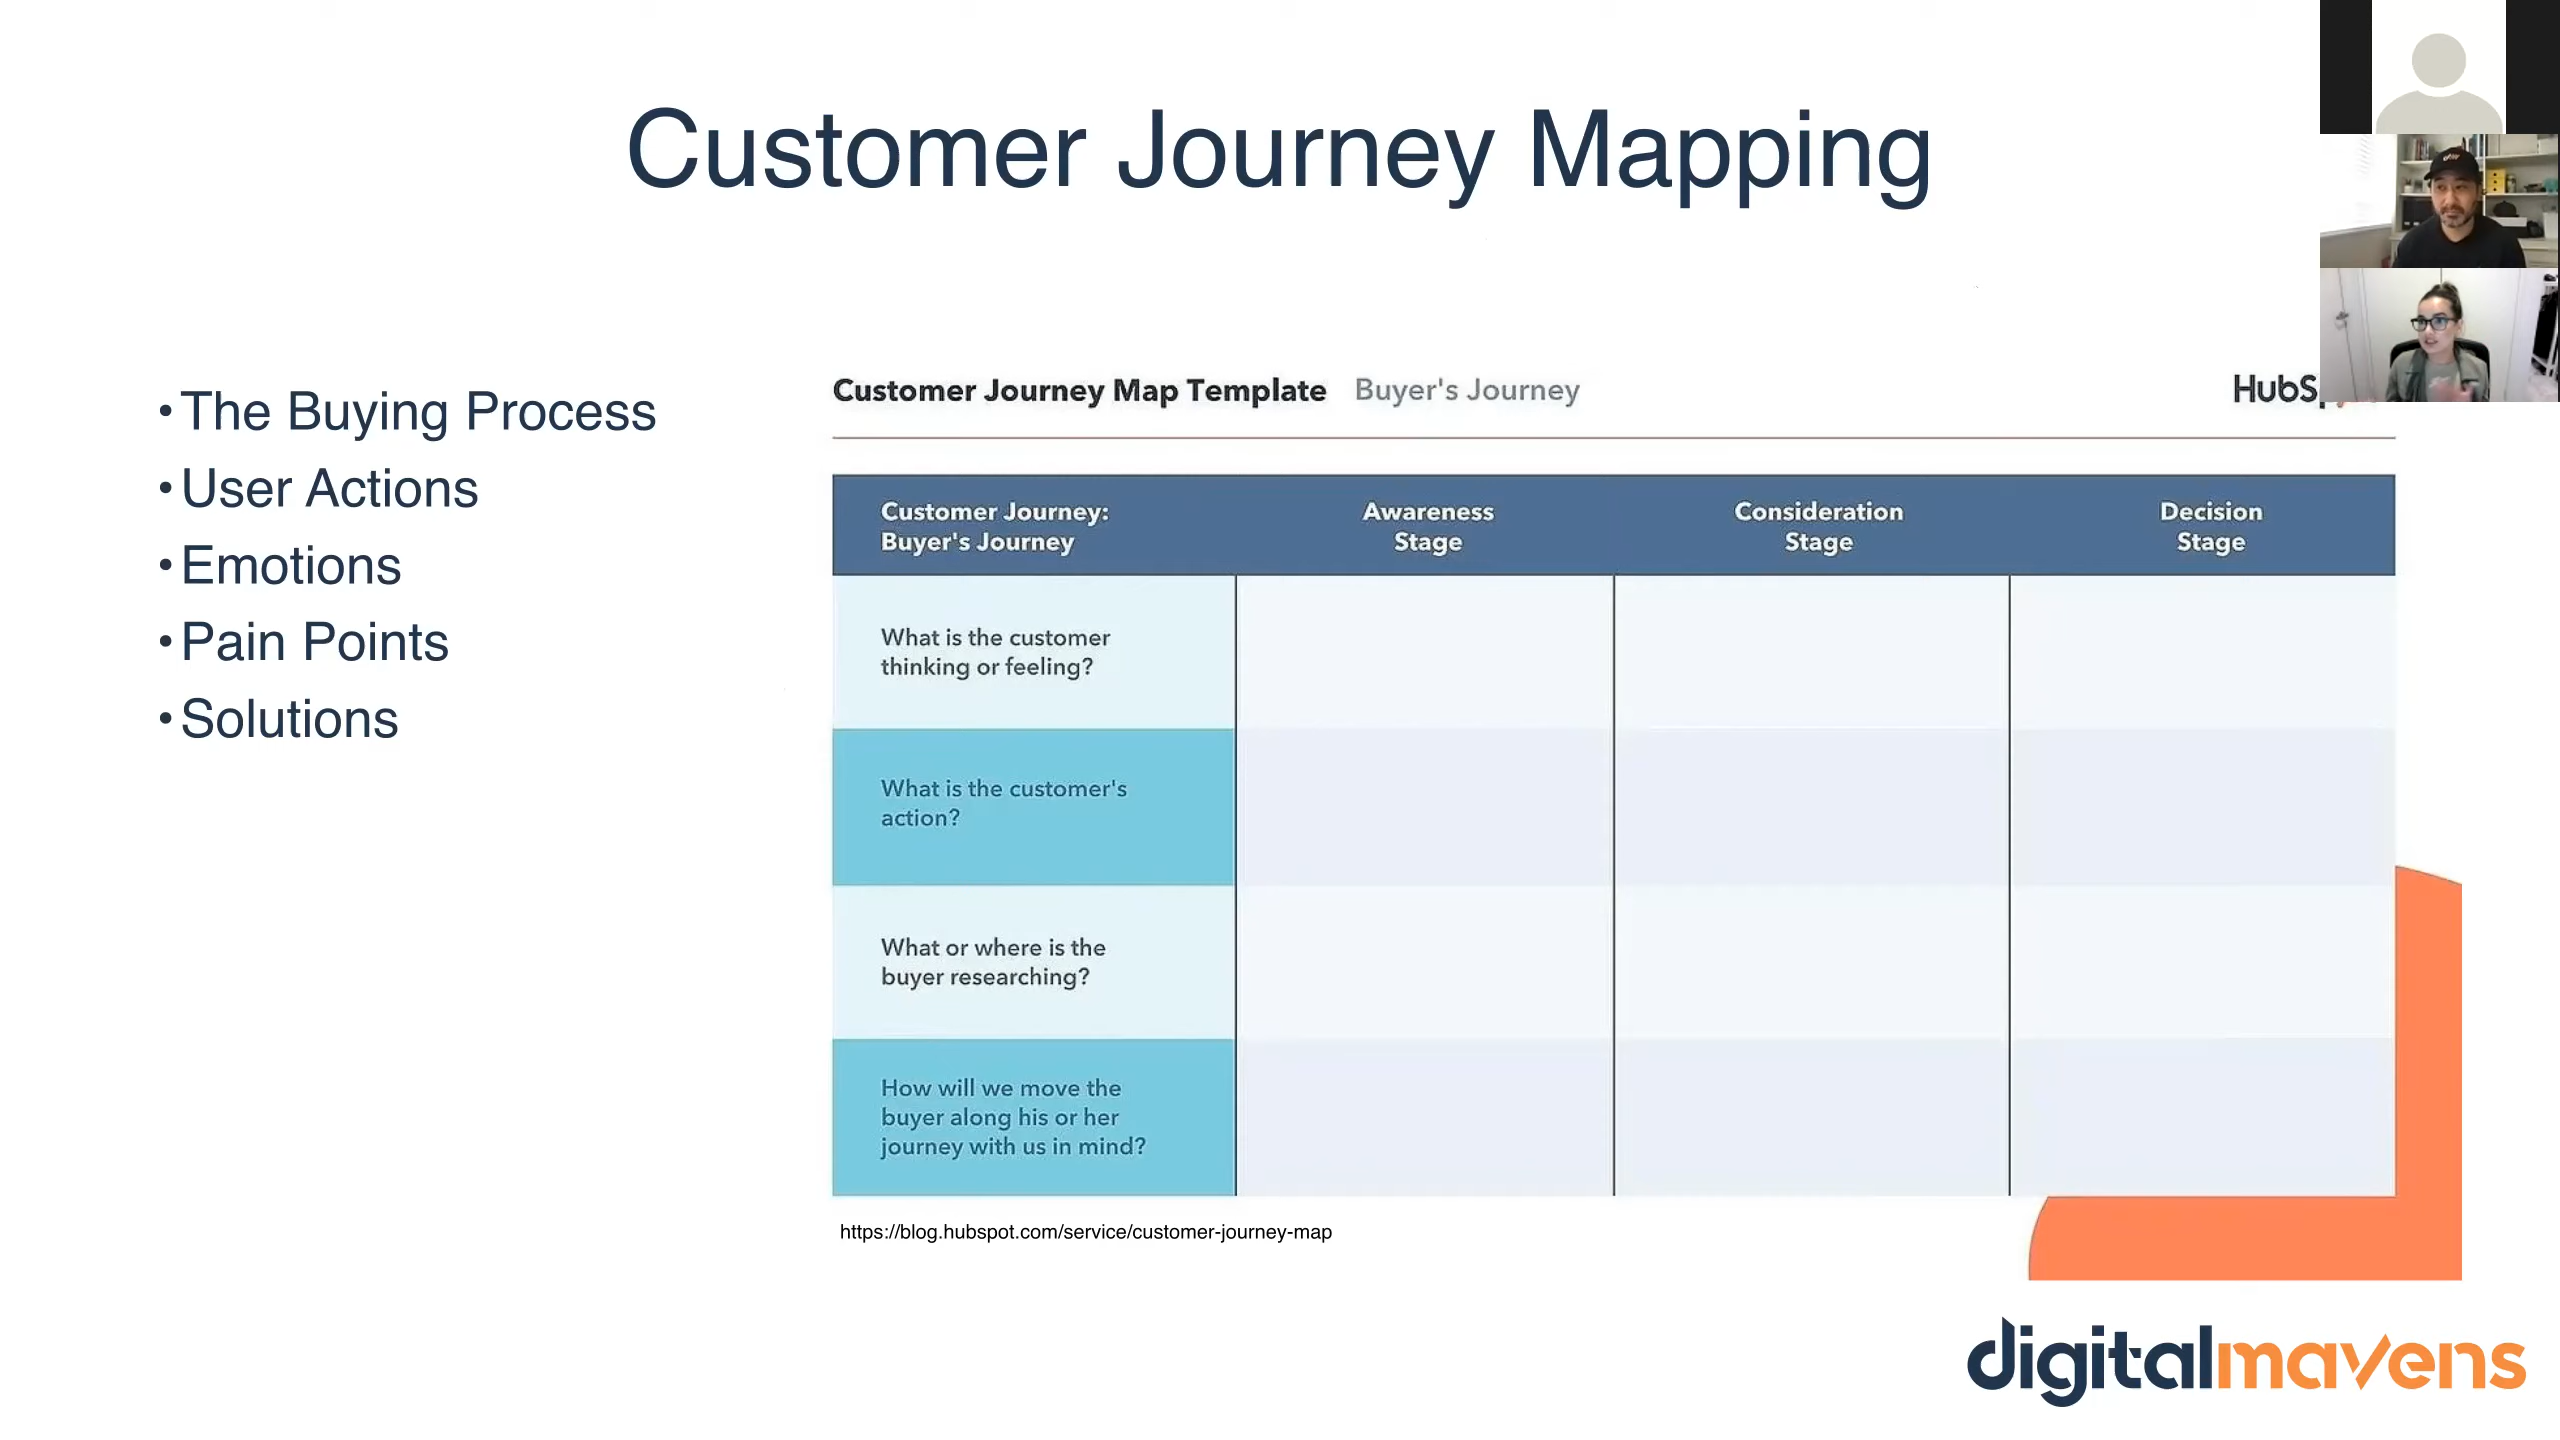 Customer Journey Mapping
• The Buying Process
• User Actions
• Emotions
• Pain Points
• Solutions
Customer Journey Map Template Buyer's Journey
HubS
Customer Journey:
Buyer's Journey
Awareness
Stage
Consideration
Stage
Decision
Stage
What is the customer
thinking or feeling?
What is the customer's
action?
What or where is the
buyer researching?
How will we move the
buyer along his or her
journey with us in mind?
https://blog.hubspot.com/service/customer-journey-map
digitalmavens